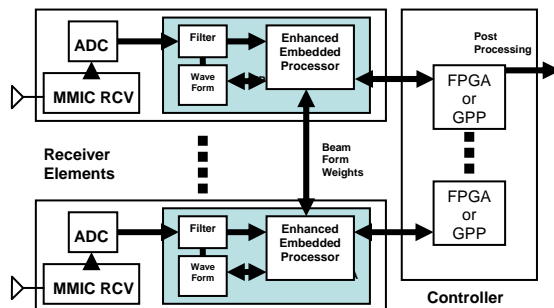 ADC
MMIC RCV
Filter
Wave
Form
Enhanced
Embedded
Processor
Post
Processing
FPGA
or
GPP
Receiver
Elements
Beam
Form
Weights
FPGA
or
GPP
ADC
MMIC RCV
Filter
Wave
Form
Enhanced
Embedded
Processor
Controller